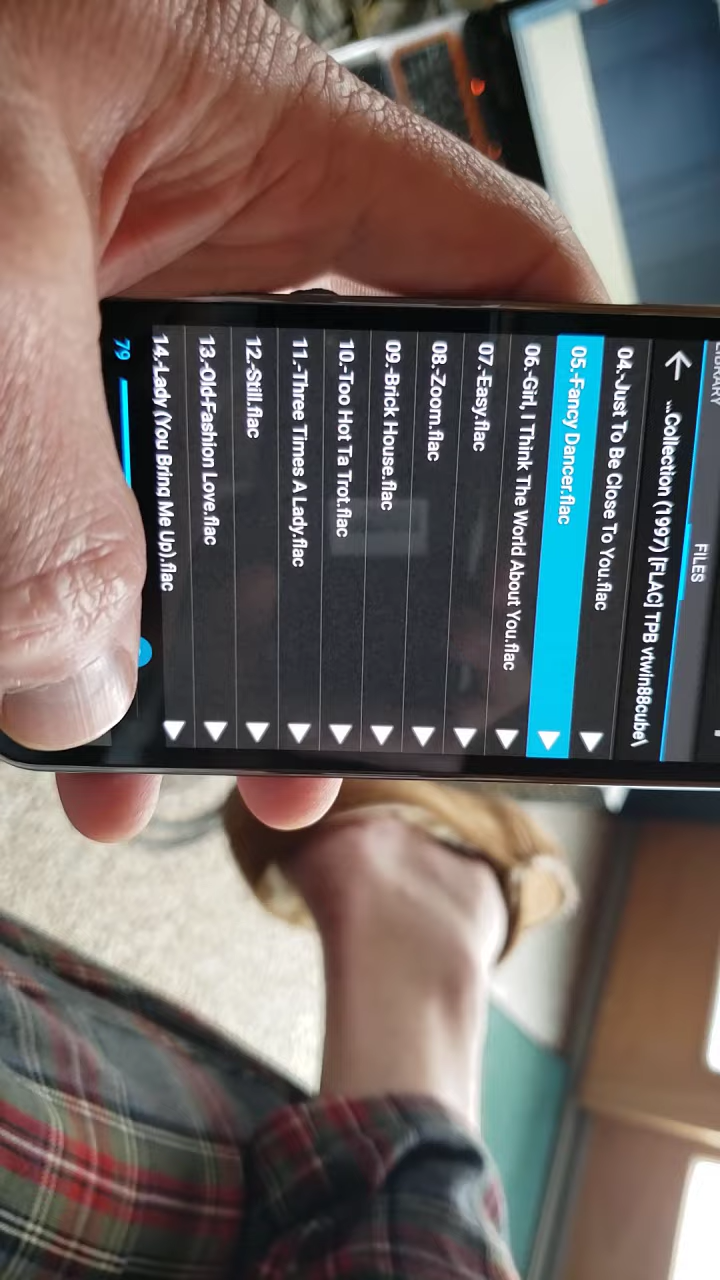 FILES
...Collection (1997) [FLAC] TPB vtwin88cube\
04.-Just To Be Close To You.flac
05.-Fancy Dancer.flac
06.-Girl, I Think The World About You.flac
07.-Easy.flac
08.-Zoom.flac
09.-Brick House.flac
10.-Too Hot Ta Trot.flac
11.-Three Times A Lady.flac
12.-Still.flac
13.-Old-Fashion Love.flac
14.-Lady (You Bring Me Up).flac
79